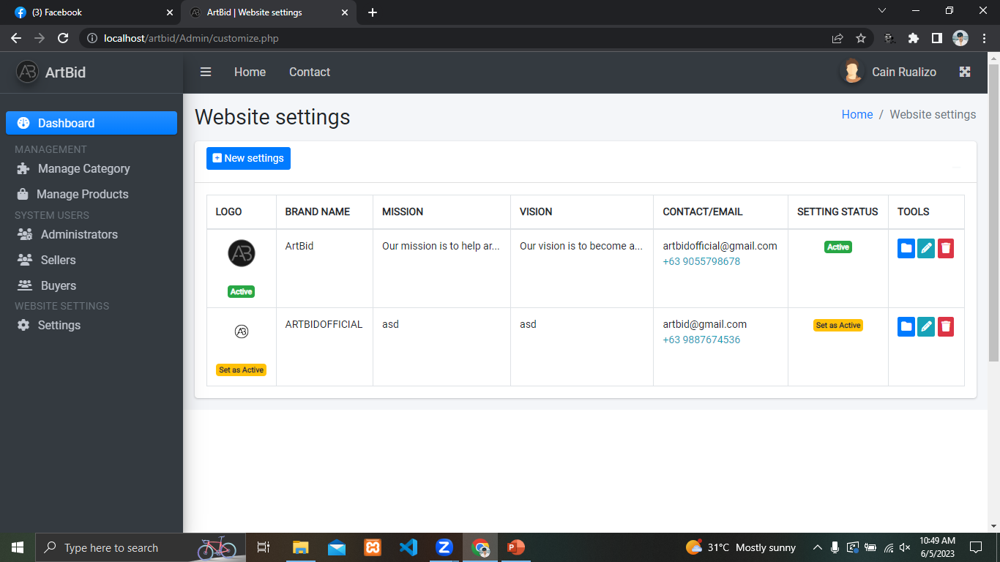 (3) Facebook
ArtBid | Website settings
localhost/artbid/Admin/customize.php
AB ArtBid
Home Contact
Cain Rualizo
Dashboard
MANAGEMENT
Manage Category
Manage Products
SYSTEM USERS
Administrators
Sellers
Buyers
WEBSITE SETTINGS
Settings
Website settings
Home / Website settings
New settings
LOGO BRAND NAME MISSION VISION CONTACT/EMAIL SETTING STATUS TOOLS
AB ArtBid Our mission is to help ar... Our vision is to become a... artbidofficial@gmail.com Active
+63 9055798678
Active
AB ARTBIDOFFICIAL asd asd artbid@gmail.com Set as Active
+63 9887674536
Set as Active
Type here to search
31°C Mostly sunny
10:49 AM
6/5/2023